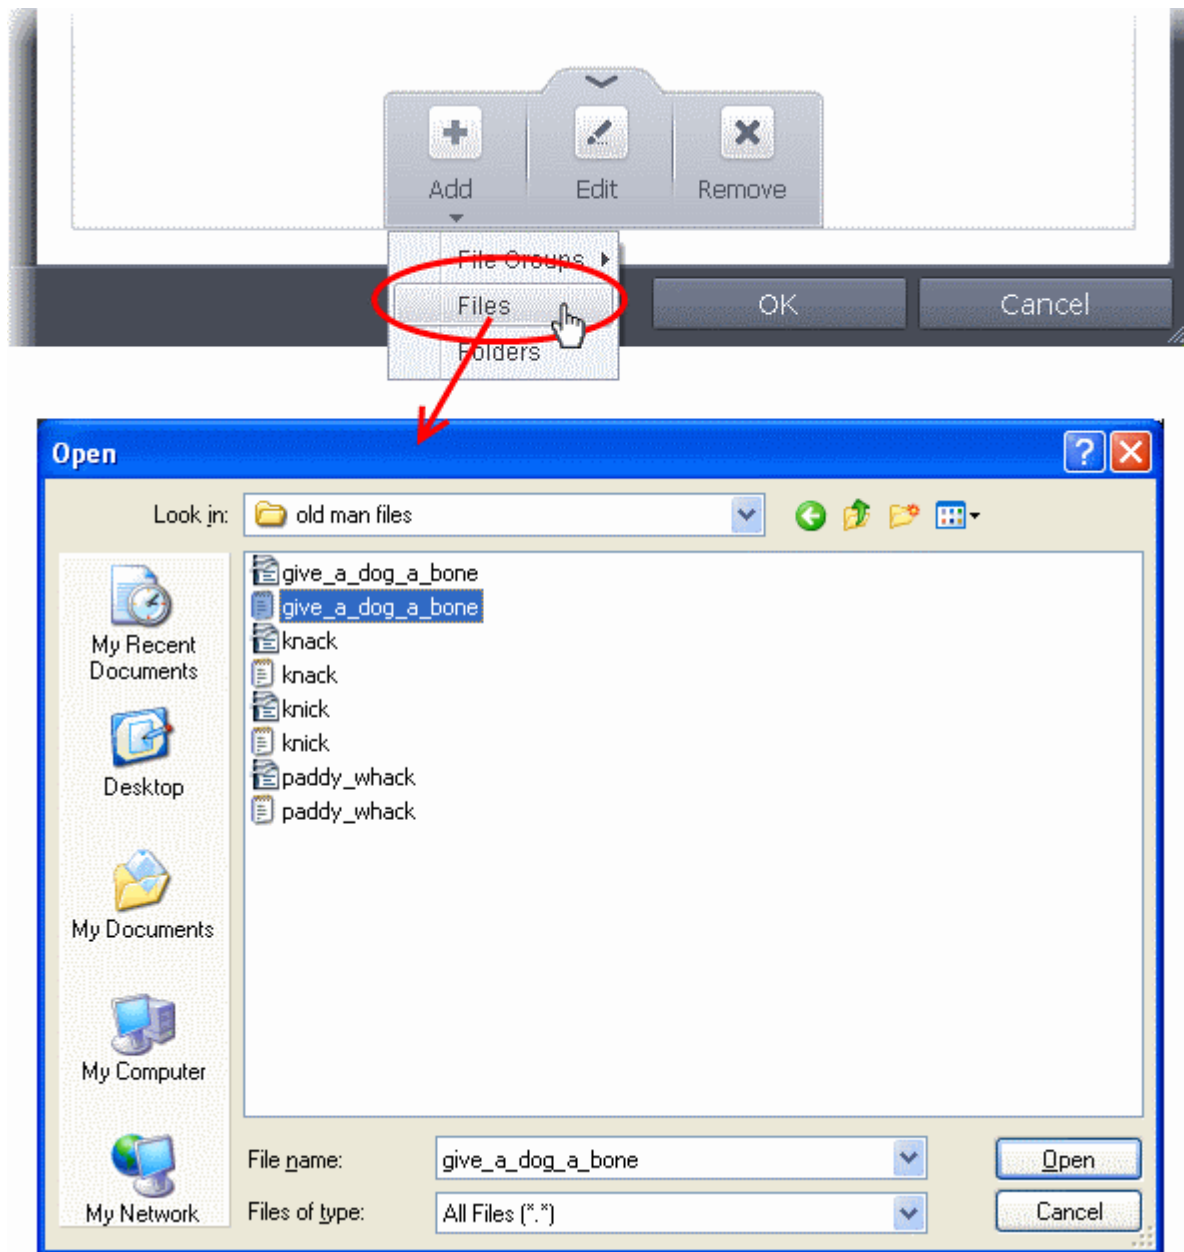 Add Edit Remove
File Groups
Files
OK Cancel
Folders
Open
Look in: old man files
give_a_dog_a_bone
give_a_dog_a_bone
knack
knack
knick
knick
paddy_whack
paddy_whack
My Recent
Documents
Desktop
My Documents
My Computer
My Network
File name: give_a_dog_a_bone Open
Files of type: All Files (*.*) Cancel